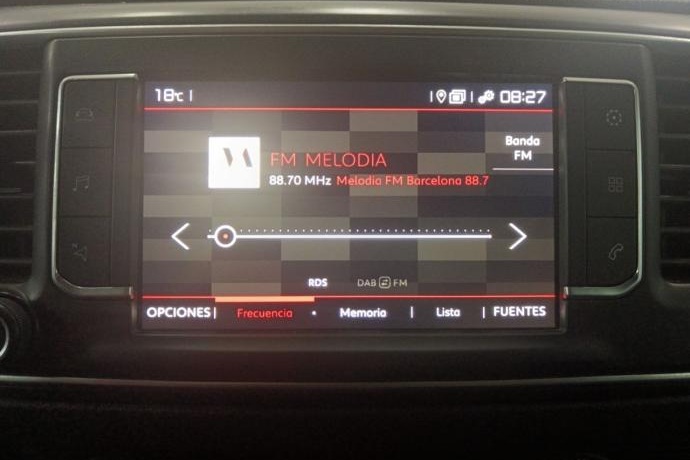 18°C
08:27
Banda
FM
FM MELODIA
88.70 MHz Melodia FM Barcelona 88.7
RDS DAB FM
OPCIONES Frecuencia Memoria Lista FUENTES